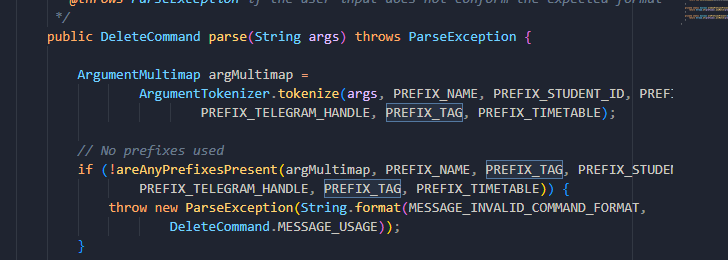 @throws ParseException if the user input does not conform the expected format
*/
public DeleteCommand parse(String args) throws ParseException {
ArgumentMultimap argMultimap =
ArgumentTokenizer.tokenize(args, PREFIX_NAME, PREFIX_STUDENT_ID, PREF
PREFIX_TELEGRAM_HANDLE, PREFIX_TAG, PREFIX_TIMETABLE);
// No prefixes used
if (!areAnyPrefixesPresent(argMultimap, PREFIX_NAME, PREFIX_TAG, PREFIX_STUDEN
PREFIX_TELEGRAM_HANDLE, PREFIX_TAG, PREFIX_TIMETABLE)) {
throw new ParseException(String.format(MESSAGE_INVALID_COMMAND_FORMAT,
DeleteCommand.MESSAGE_USAGE));
}